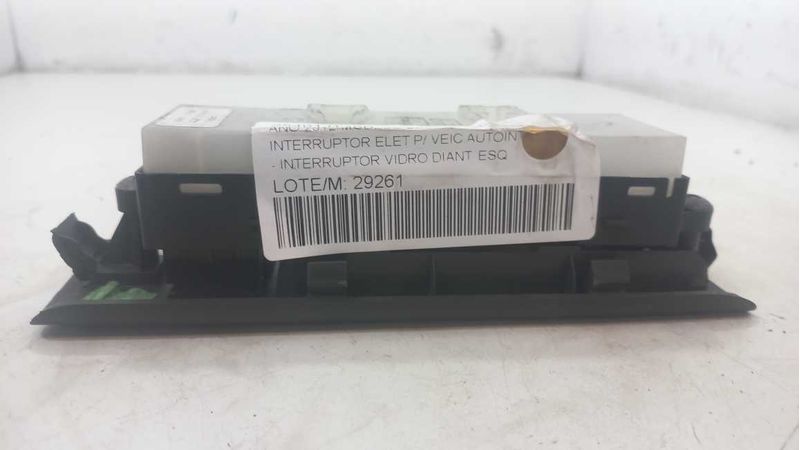 INTERRUPTOR ELET P/ VEIC AUTOIN
- INTERRUPTOR VIDRO DIANT ESQ
LOTE/M: 29261